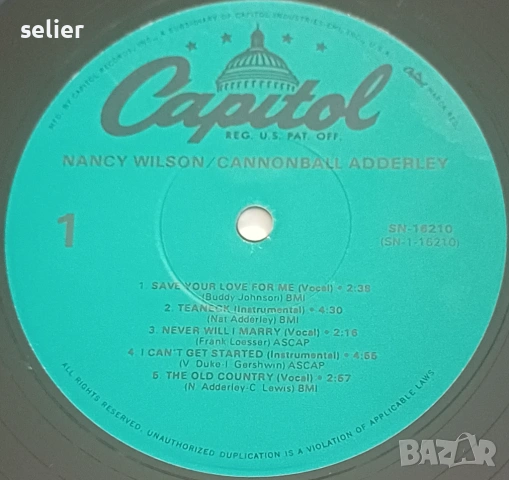 selier
MFD. BY CAPITOL RECORDS, INC., A SUBSIDIARY OF CAPITOL INDUSTRIES-EMI, INC., U.S.A.
MARCA REG.
Capitol
REG. U.S. PAT. OFF.
NANCY WILSON/CANNONBALL ADDERLEY
1
SN-16210
(SN-1-16210)
1. SAVE YOUR LOVE FOR ME (Vocal) • 2:38
(Buddy Johnson) BMI
2. TEANECK (Instrumental) • 4:30
(Nat Adderley) BMI
3. NEVER WILL I MARRY (Vocal) • 2:16
(Frank Loesser) ASCAP
4. I CAN'T GET STARTED (Instrumental) • 4:55
(V. Duke-I. Gershwin) ASCAP
5. THE OLD COUNTRY (Vocal) • 2:57
(N. Adderley-C. Lewis) BMI
ALL RIGHTS RESERVED. UNAUTHORIZED DUPLICATION IS A VIOLATION OF APPLICABLE LAWS
BAZAR